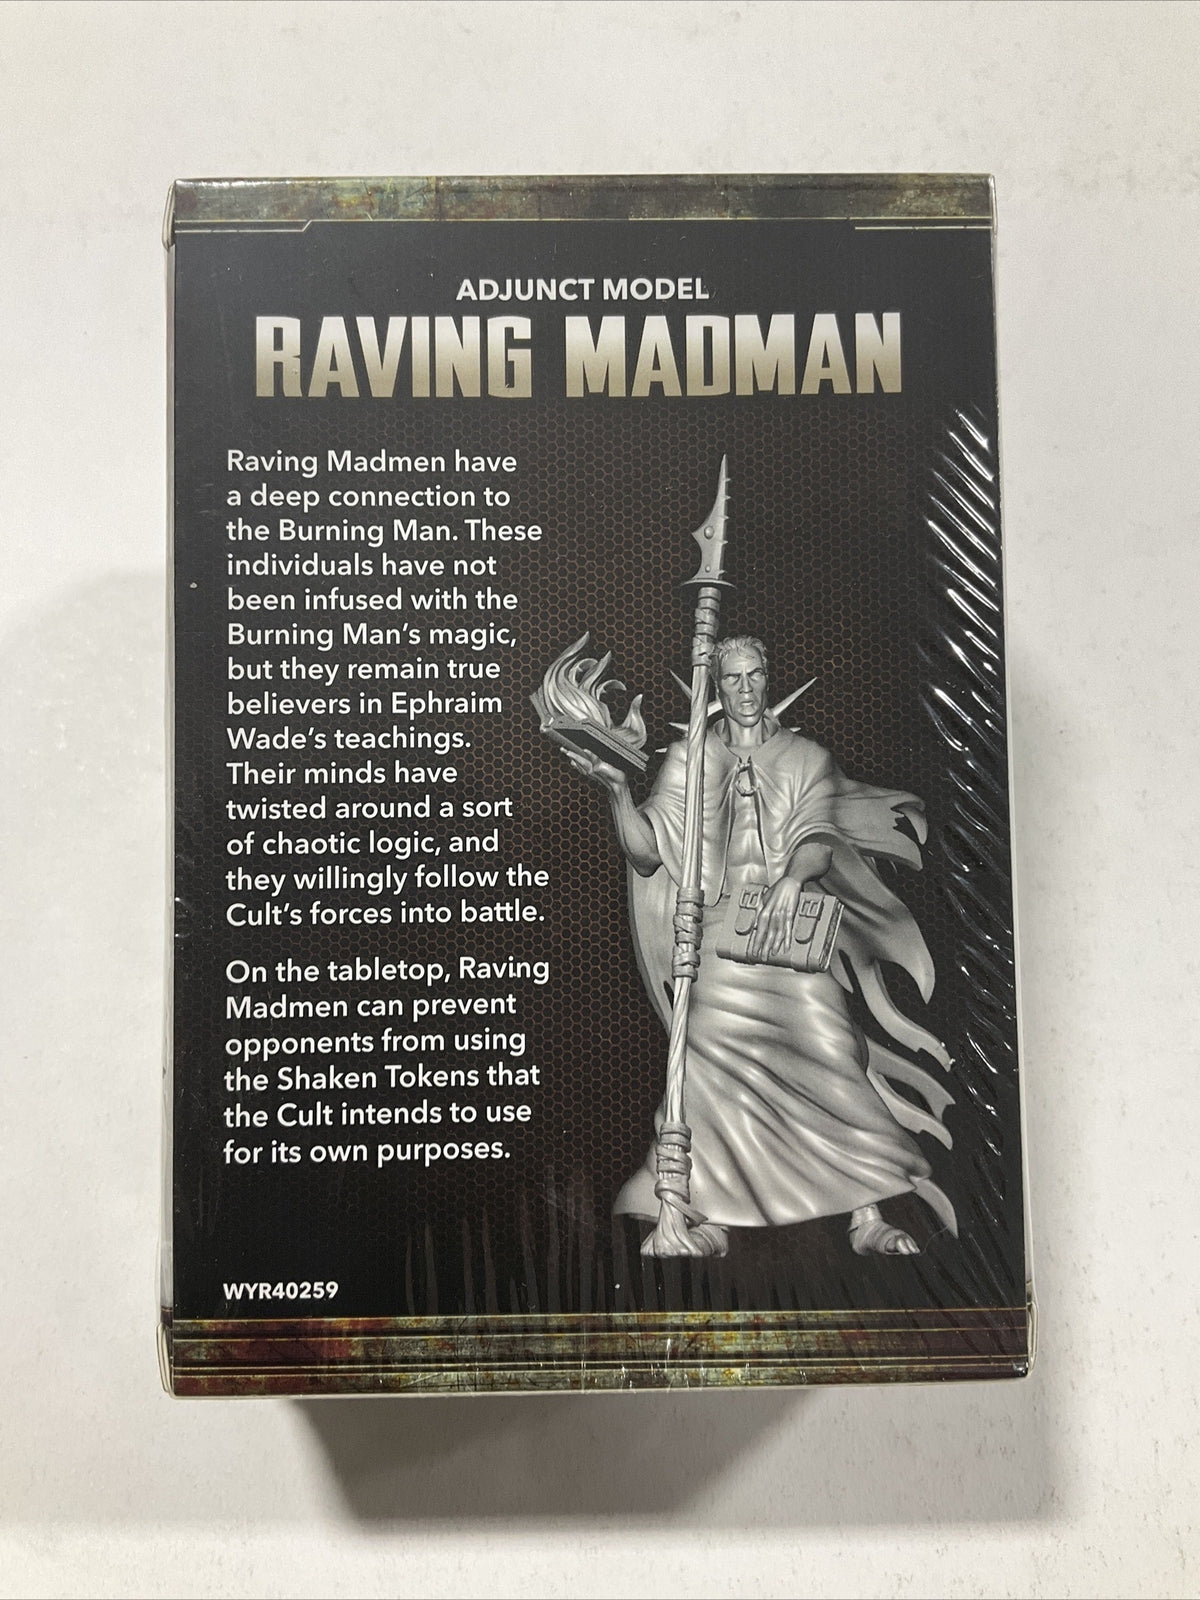 ADJUNCT MODEL
RAVING MADMAN
Raving Madmen have
a deep connection to
the Burning Man. These
individuals have not
been infused with the
Burning Man's magic,
but they remain true
believers in Ephraim
Wade's teachings.
Their minds have
twisted around a sort
of chaotic logic, and
they willingly follow the
Cult's forces into battle.
On the tabletop, Raving
Madmen can prevent
opponents from using
the Shaken Tokens that
the Cult intends to use
for its own purposes.
WYR40259